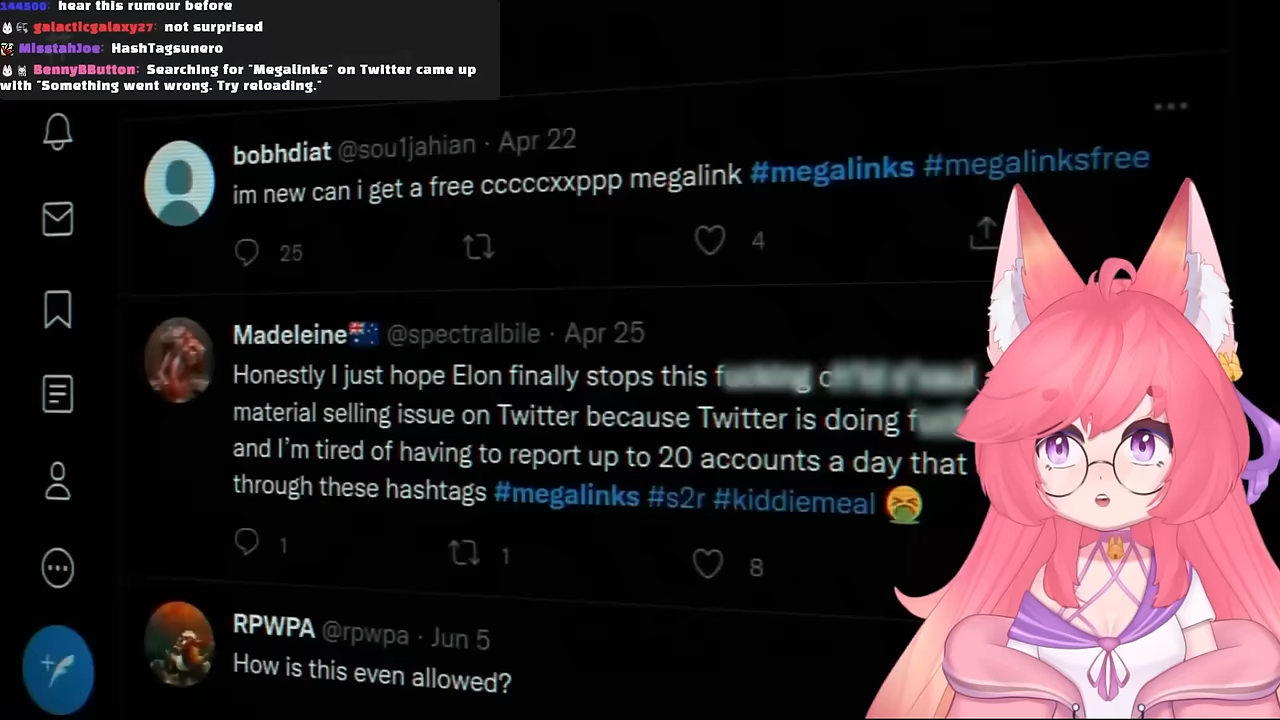 144500: hear this rumour before
galacticgalaxy27: not surprised
MisstahJoe: HashTagsunero
BennyBButton: Searching for "Megalinks" on Twitter came up
with "Something went wrong. Try reloading."
bobhdiat @sou1jahian · Apr 22
im new can i get a free cccccxxppp megalink #megalinks #megalinksfree
25 4
Madeleine @spectralbile · Apr 25
Honestly I just hope Elon finally stops this
material selling issue on Twitter because Twitter is doing
and I'm tired of having to report up to 20 accounts a day that
through these hashtags #megalinks #s2r #kiddiemeal
1 1 8
RPWPA @rpwpa · Jun 5
How is this even allowed?